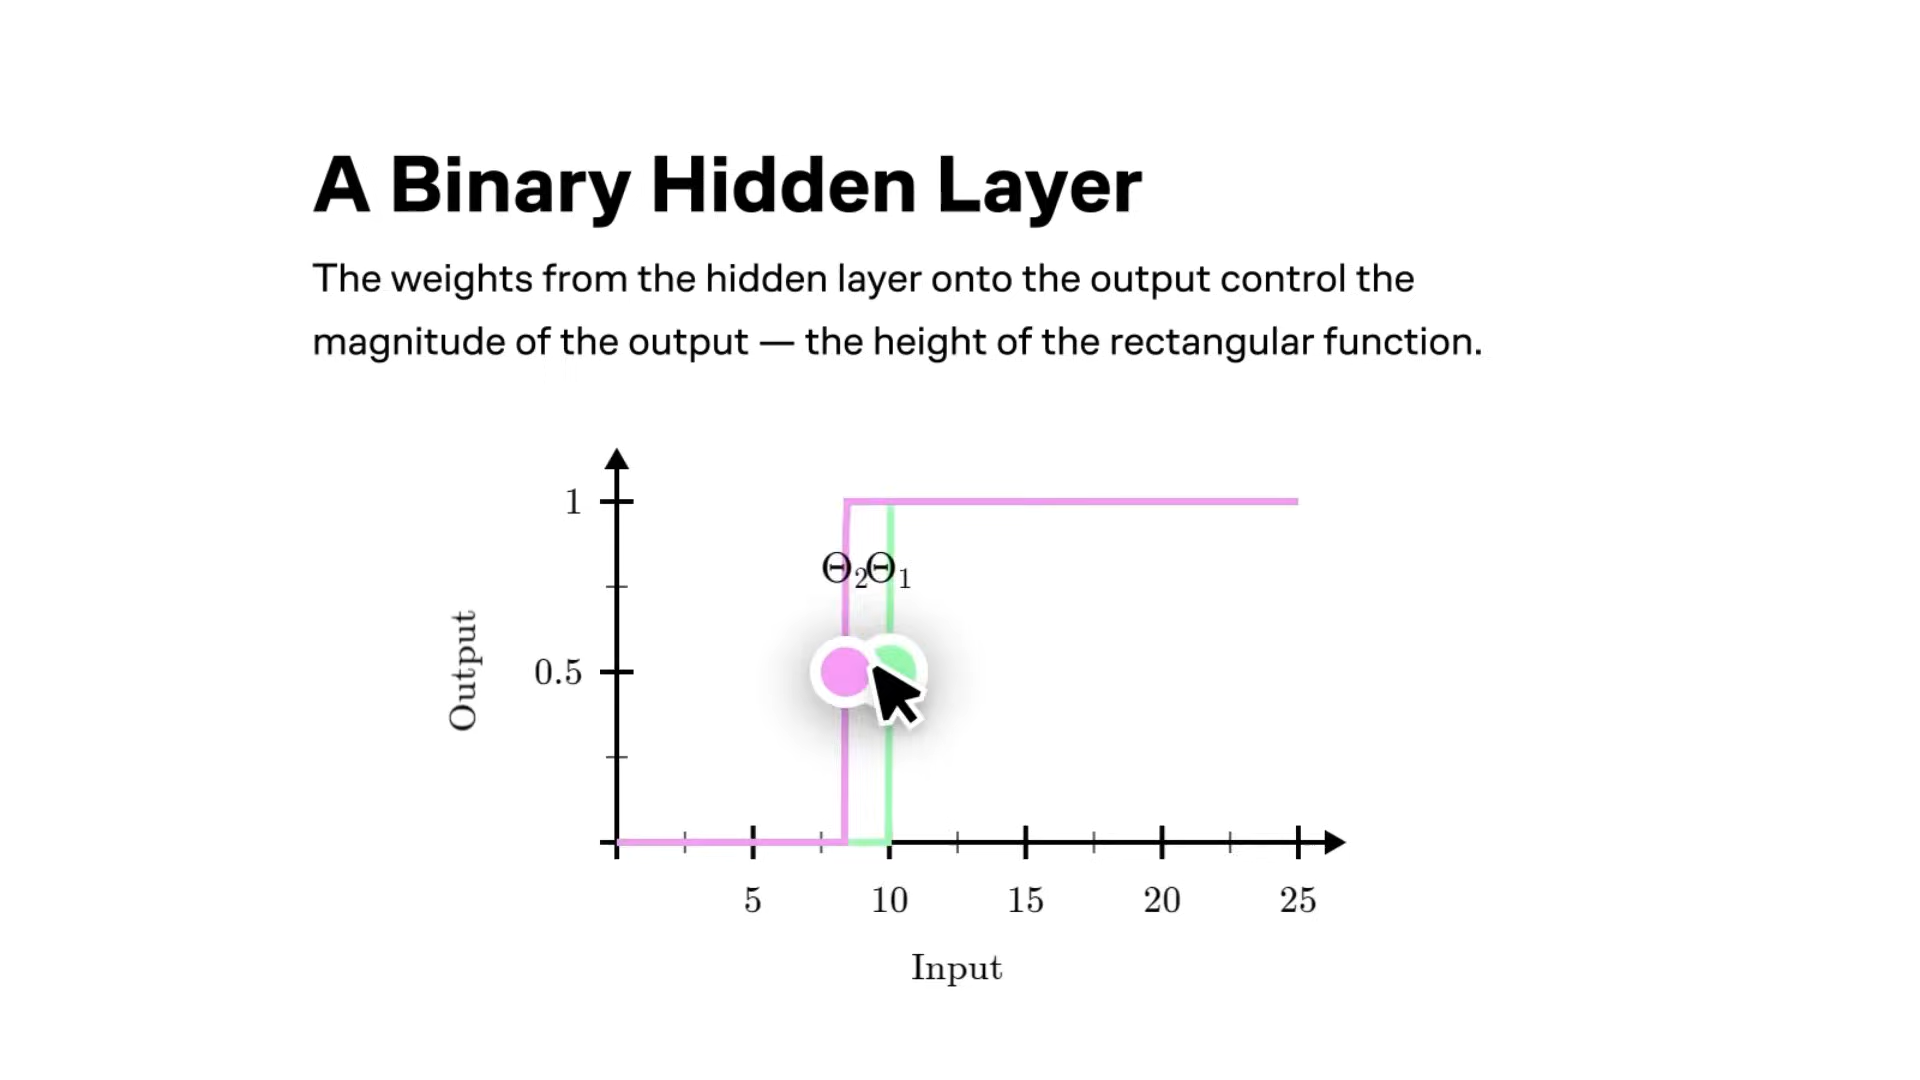 A Binary Hidden Layer
The weights from the hidden layer onto the output control the
magnitude of the output — the height of the rectangular function.
1
Θ₂Θ₁
Output
0.5
5 10 15 20 25
Input